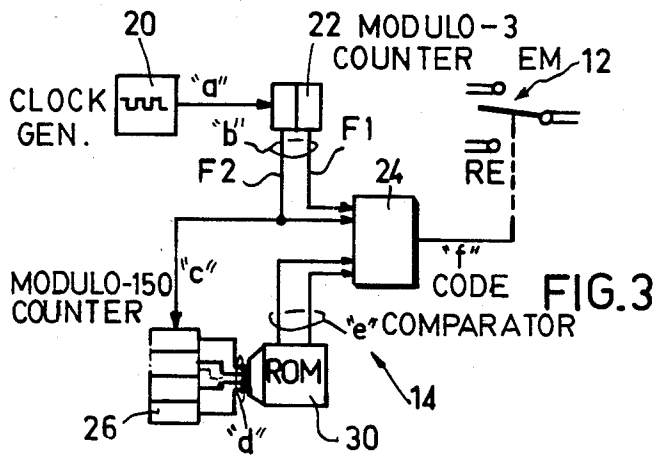 20
22 MODULO-3
COUNTER EM 12
CLOCK
GEN.
"a"
"b"
F2 F1
RE
24
"f"
CODE
"c"
MODULO-150
COUNTER
FIG.3
"e" COMPARATOR
ROM
14
26
"d"
30